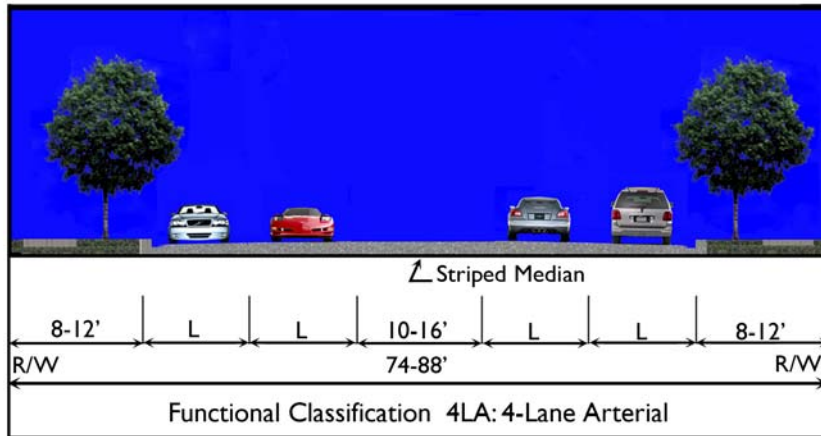 Striped Median
8-12' L L 10-16' L L 8-12'
R/W 74-88' R/W
Functional Classification 4LA: 4-Lane Arterial